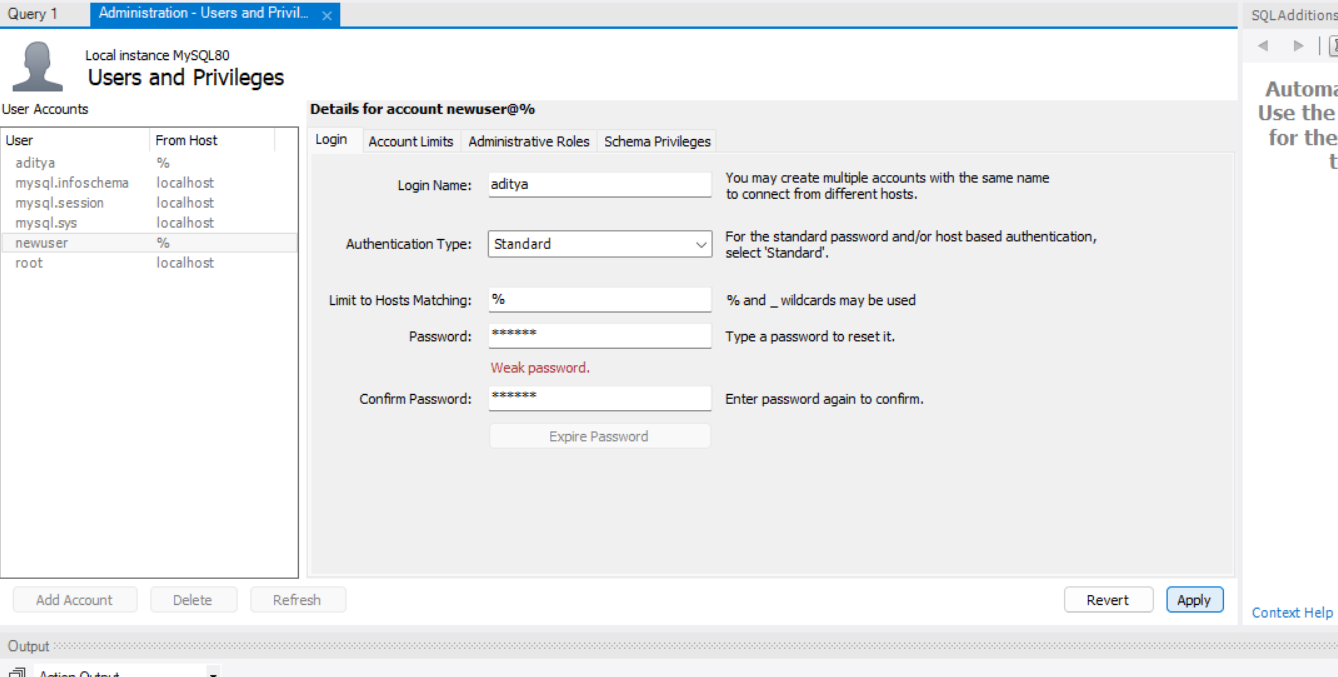 Query 1
Administration - Users and Privil...
SQLAdditions
Local instance MySQL80
Users and Privileges
User Accounts
User From Host
aditya %
mysql.infoschema localhost
mysql.session localhost
mysql.sys localhost
newuser %
root localhost
Add Account Delete Refresh
Details for account newuser@%
Login Account Limits Administrative Roles Schema Privileges
Login Name: aditya
You may create multiple accounts with the same name
to connect from different hosts.
Authentication Type: Standard
For the standard password and/or host based authentication,
select 'Standard'.
Limit to Hosts Matching: % % and _ wildcards may be used
Password: ****** Type a password to reset it.
Weak password.
Confirm Password: ****** Enter password again to confirm.
Expire Password
Revert Apply
Use the
for the
Context Help
Output
Action Output